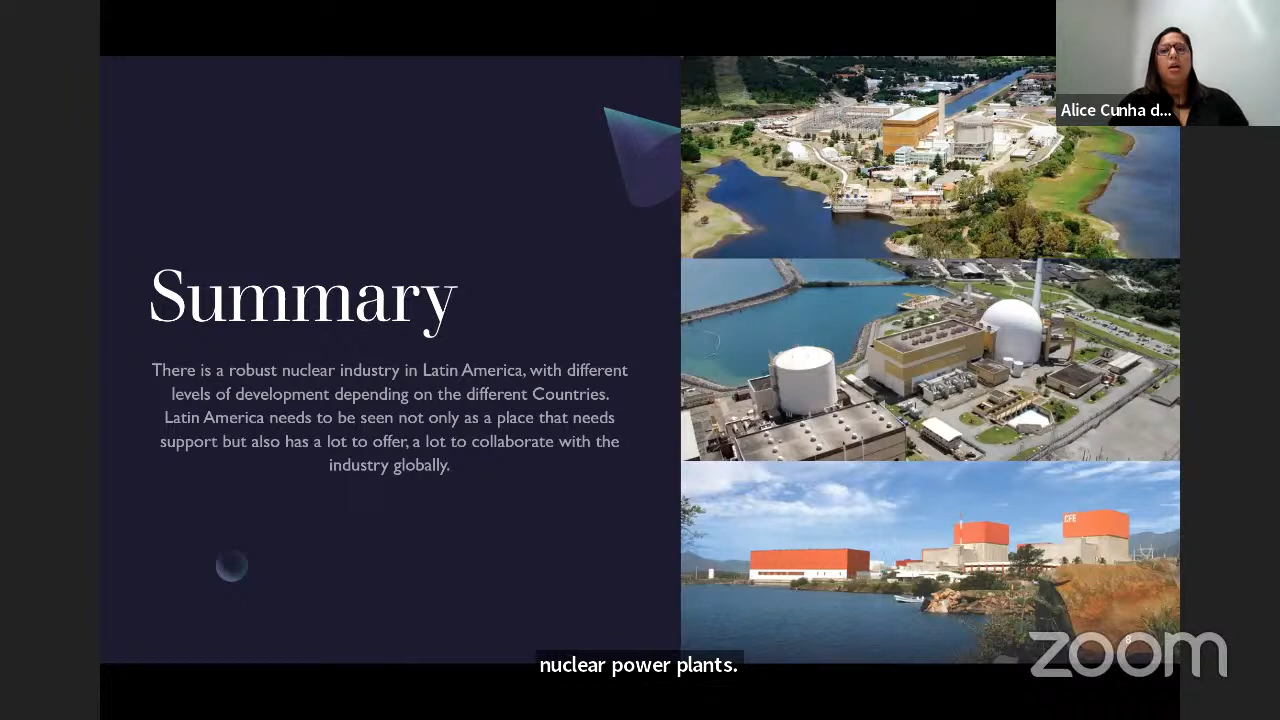 Alice Cunha d...
Summary
There is a robust nuclear industry in Latin America, with different
levels of development depending on the different Countries.
Latin America needs to be seen not only as a place that needs
support but also has a lot to offer, a lot to collaborate with the
industry globally.
CFE
8
zoom
nuclear power plants.